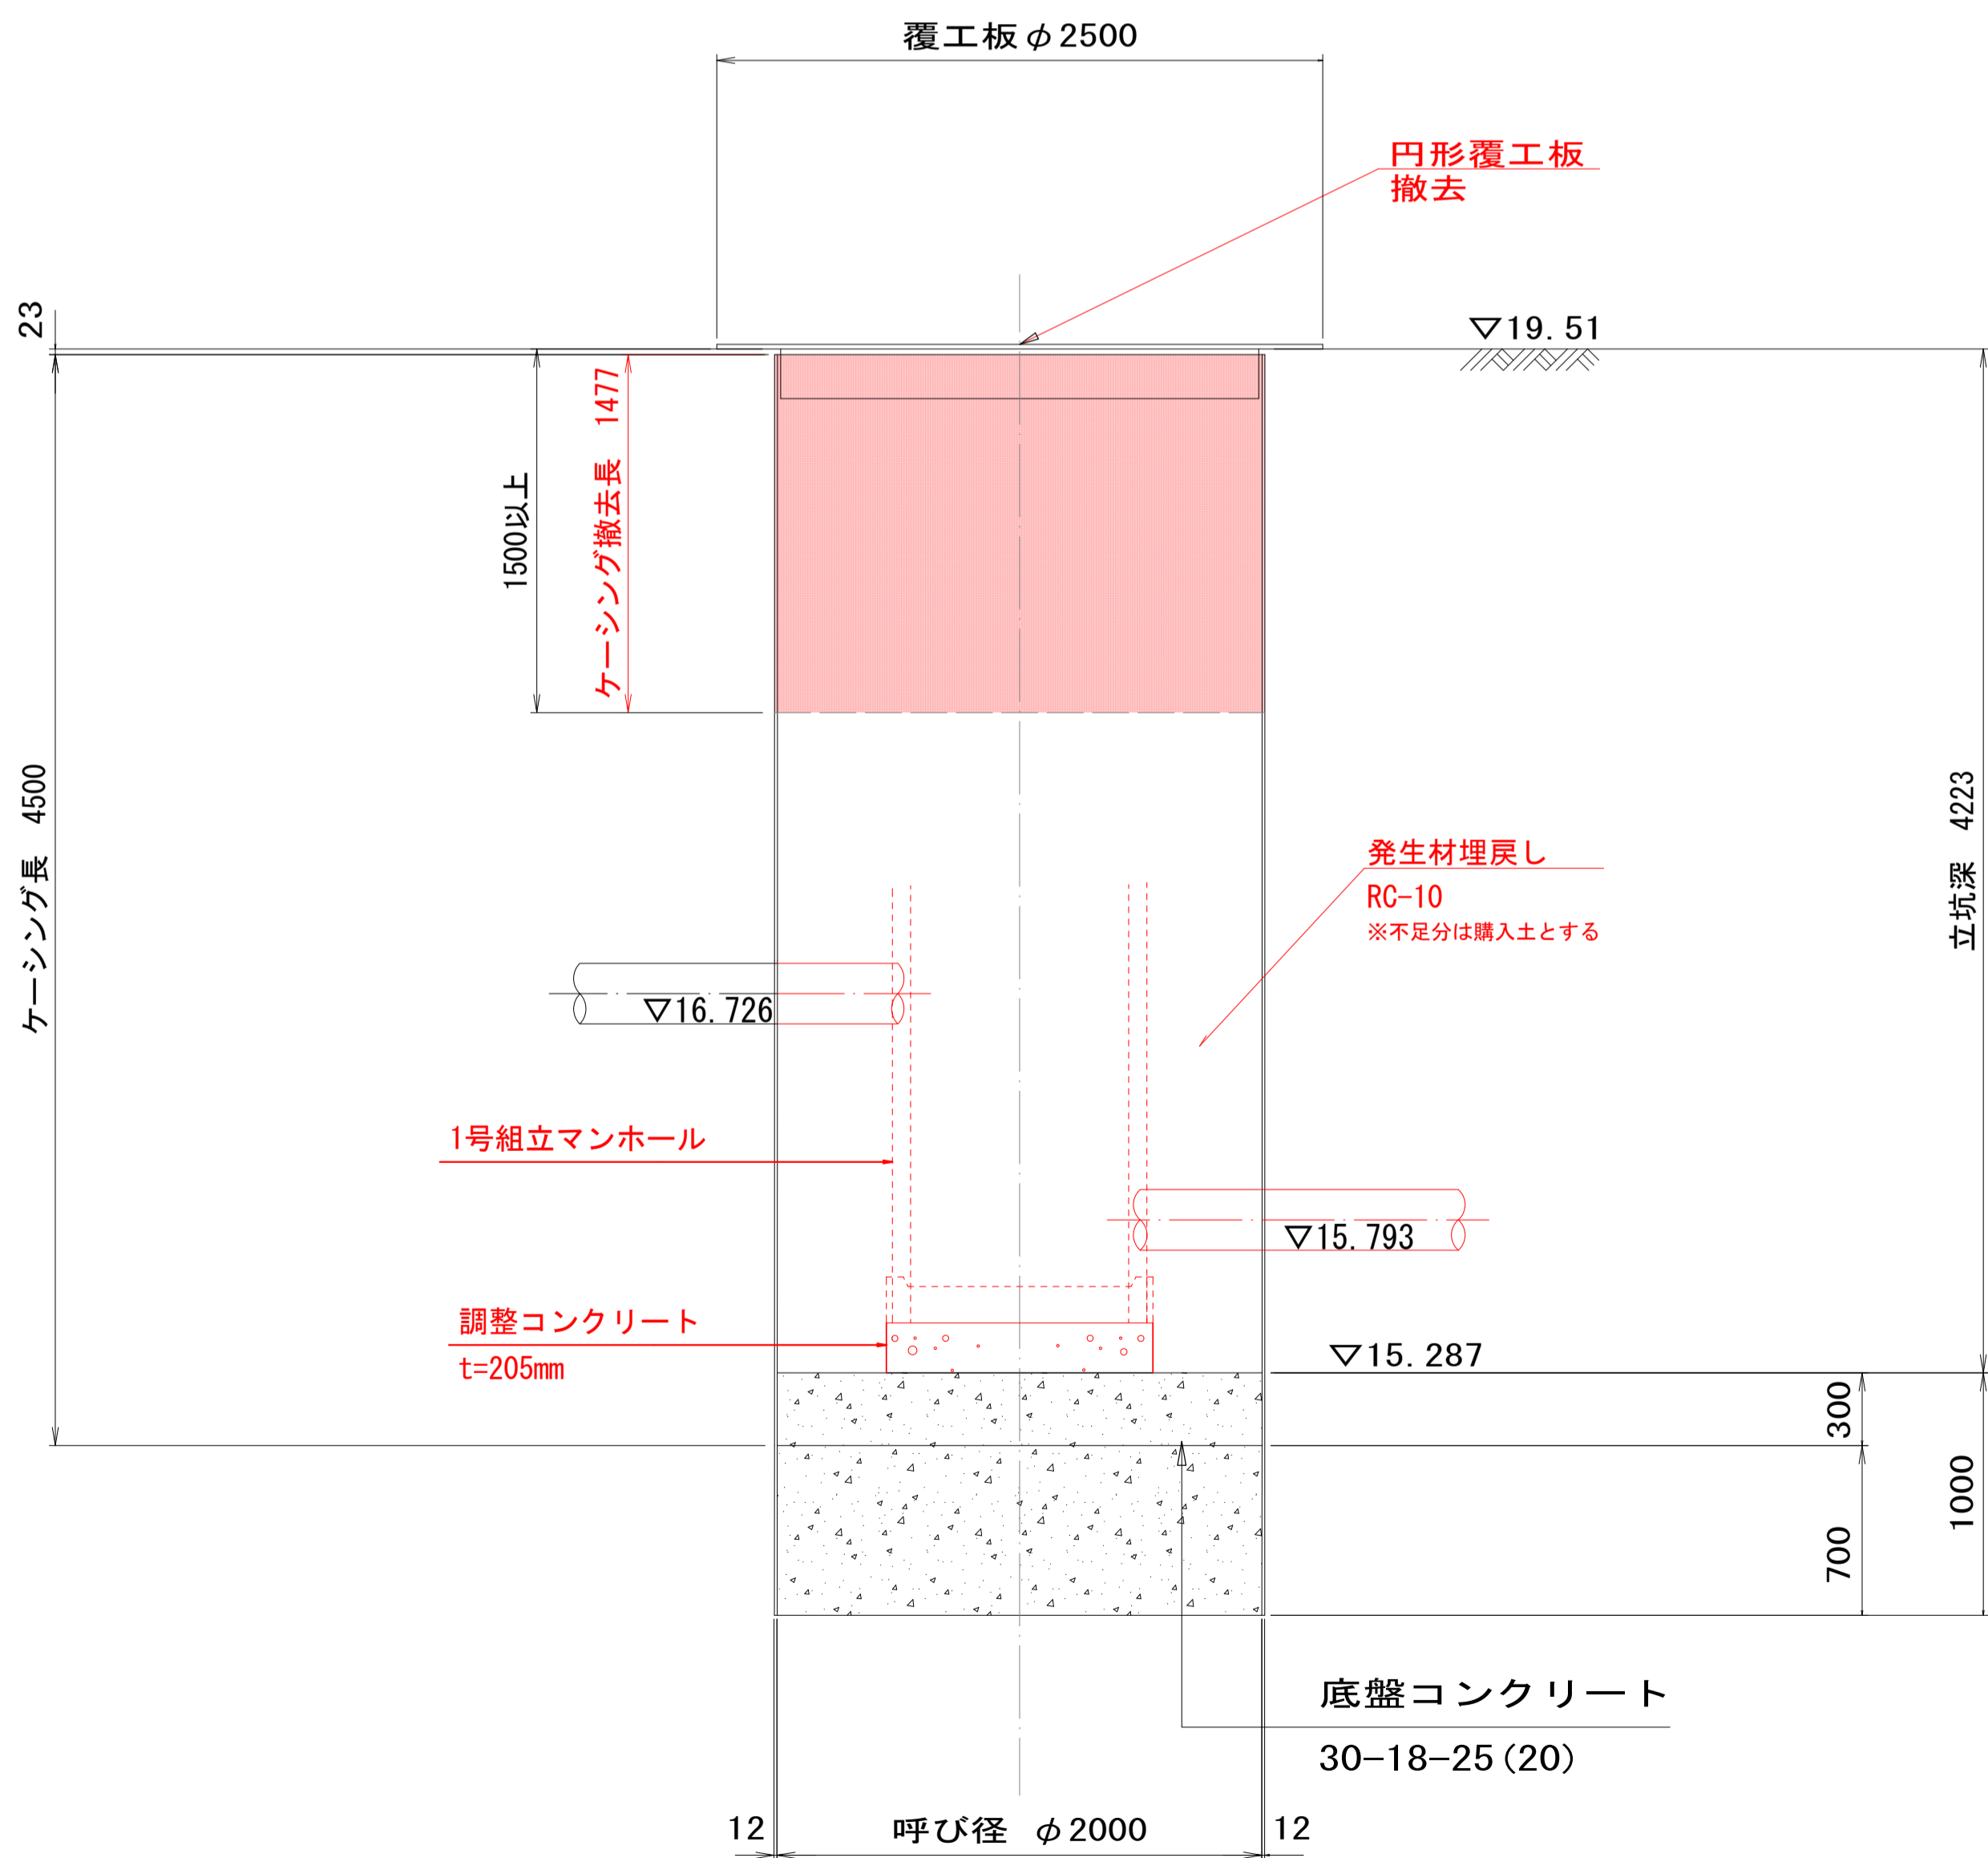 覆工板φ2500
円形覆工板
撤去
23
▽19.51
1500以上
ケーシング撤去長 1477
ケーシング長 4500
立坑深 4223
発生材埋戻し
RC-10
※不足分は購入土とする
▽16.726
1号組立マンホール
▽15.793
調整コンクリート
t=205mm
▽15.287
300
700
1000
底盤コンクリート
30-18-25(20)
12
呼び径 φ2000
12